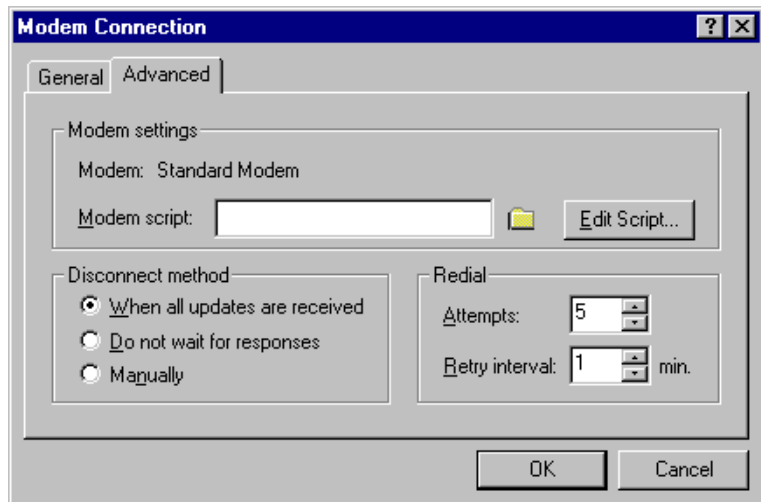 Modem Connection
General Advanced
Modem settings
Modem: Standard Modem
Modem script: Edit Script...
Disconnect method
When all updates are received
Do not wait for responses
Manually
Redial
Attempts: 5
Retry interval: 1 min.
OK Cancel